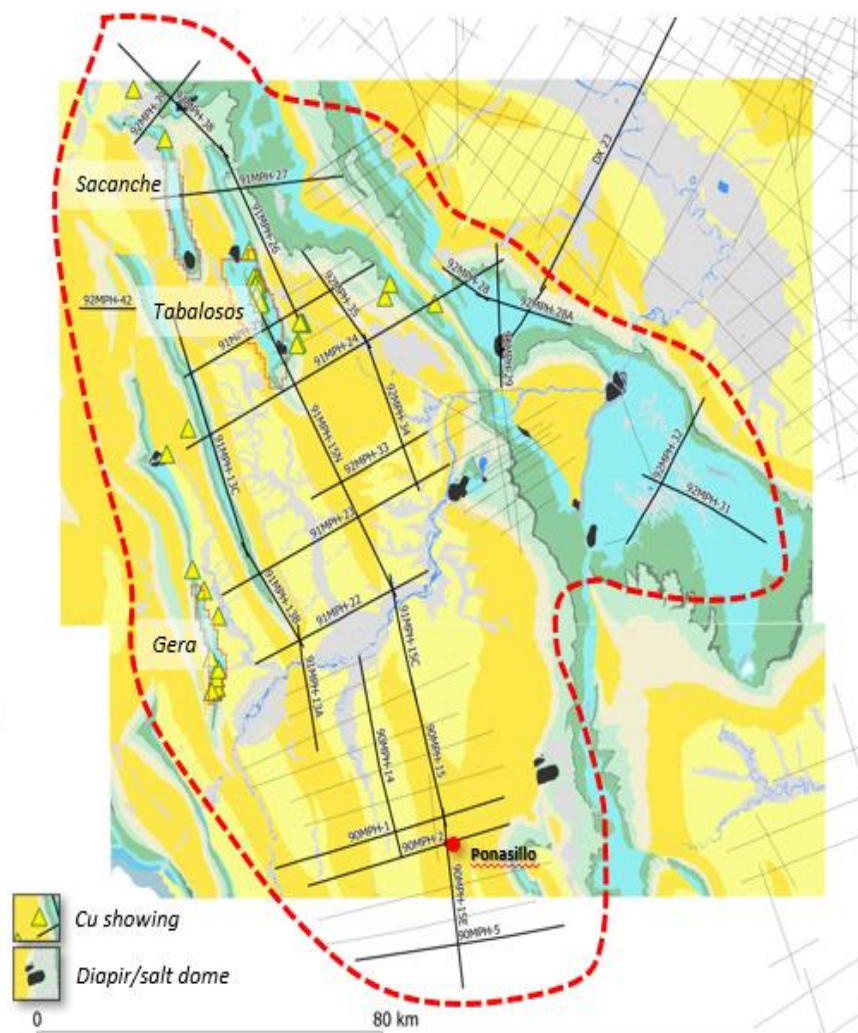 92MPH-39
92MPH-38
DX 23
Sacanche
91MPH-27
91MPH-26
92MPH-28
92MPH-28A
92MPH-42
Tabalosos
92MPH-35
91MPH-24
91MPH-15N
92MPH-34
92MPH-33
91MPH-13C
92MPH-32
92MPH-31
91MPH-23
91MPH-13B
91MPH-22
91MPH-15C
Gera
91MPH-13A
90MPH-14
90MPH-15
90MPH-1
90MPH-2
Ponasillo
90MPH-15E
90MPH-5
Cu showing
Diapir/salt dome
0
80 km